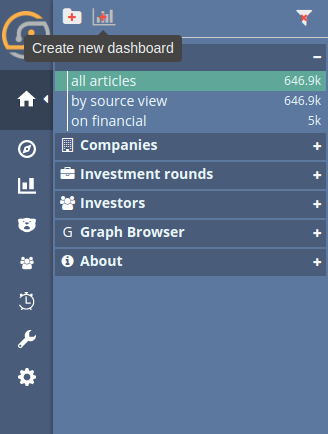 Create new dashboard
all articles 646.9k
by source view 646.9k
on financial 5k
Companies
Investment rounds
Investors
G Graph Browser
About